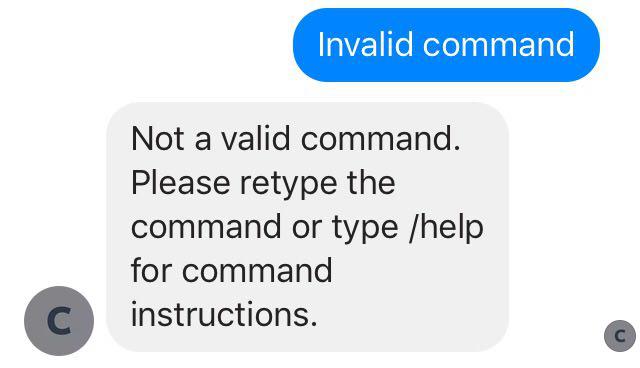 Invalid command
Not a valid command.
Please retype the
command or type /help
for command
instructions.
C
C